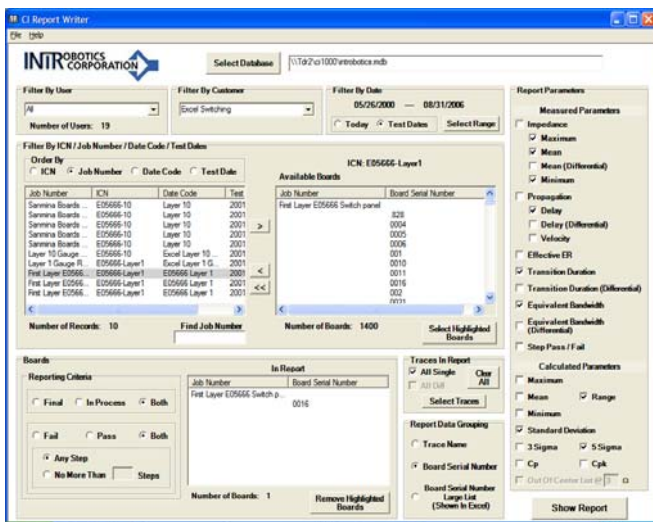 CI Report Writer
File Help
INTROBOTICS CORPORATION
Select Database
\\Tdr2\ci1000\introbotics.mdb
Filter By User
All
Number of Users: 19
Filter By Customer
Excel Switching
Filter By Date
05/26/2000 — 08/31/2006
Today Test Dates Select Range
Filter By ICN / Job Number / Date Code / Test Dates
Order By
ICN Job Number Date Code Test Date
Job Number ICN Date Code Test
Sanmina Boards ... E05666-10 Layer 10 2001
Sanmina Boards ... E05666-10 Layer 10 2001
Sanmina Boards ... E05666-10 Layer 10 2001
Sanmina Boards ... E05666-10 Layer 10 2001
Layer 10 Gauge ... E05666-10 Excel Layer 10 ... 2001
Layer 1 Gauge R... E05666-Layer1 Excel Layer 1 G... 2001
First Layer E0566... E05666-Layer1 E05666 Layer 1 2001
First Layer E0566... E05666-Layer1 E05666 Layer 1 2001
First Layer E0566... E05666-Layer1 E05666 Layer 1 2001
Number of Records: 10
Find Job Number
>
<
<<
ICN: E05666-Layer1
Available Boards
Job Number Board Serial Number
First Layer E05666 Switch panel
828
0004
0005
0006
001
0010
0011
0016
002
0021
Number of Boards: 1400
Select Highlighted Boards
Boards
Reporting Criteria
Final In Process Both
Fail Pass Both
Any Step
No More Than Steps
In Report
Job Number Board Serial Number
First Layer E05666 Switch p...
0016
Number of Boards: 1
Remove Highlighted Boards
Traces In Report
All Single
All Diff
Clear All
Select Traces
Report Data Grouping
Trace Name
Board Serial Number
Board Serial Number
Large List
(Shown In Excel)
Report Parameters
Measured Parameters
Impedance
Maximum
Mean
Mean (Differential)
Minimum
Propagation
Delay
Delay (Differential)
Velocity
Effective ER
Transition Duration
Transition Duration (Differential)
Equivalent Bandwidth
Equivalent Bandwidth
(Differential)
Step Pass / Fail
Calculated Parameters
Maximum
Mean Range
Minimum
Standard Deviation
3 Sigma 5 Sigma
Cp Cpk
Out Of Center List @ 3 Ω
Show Report